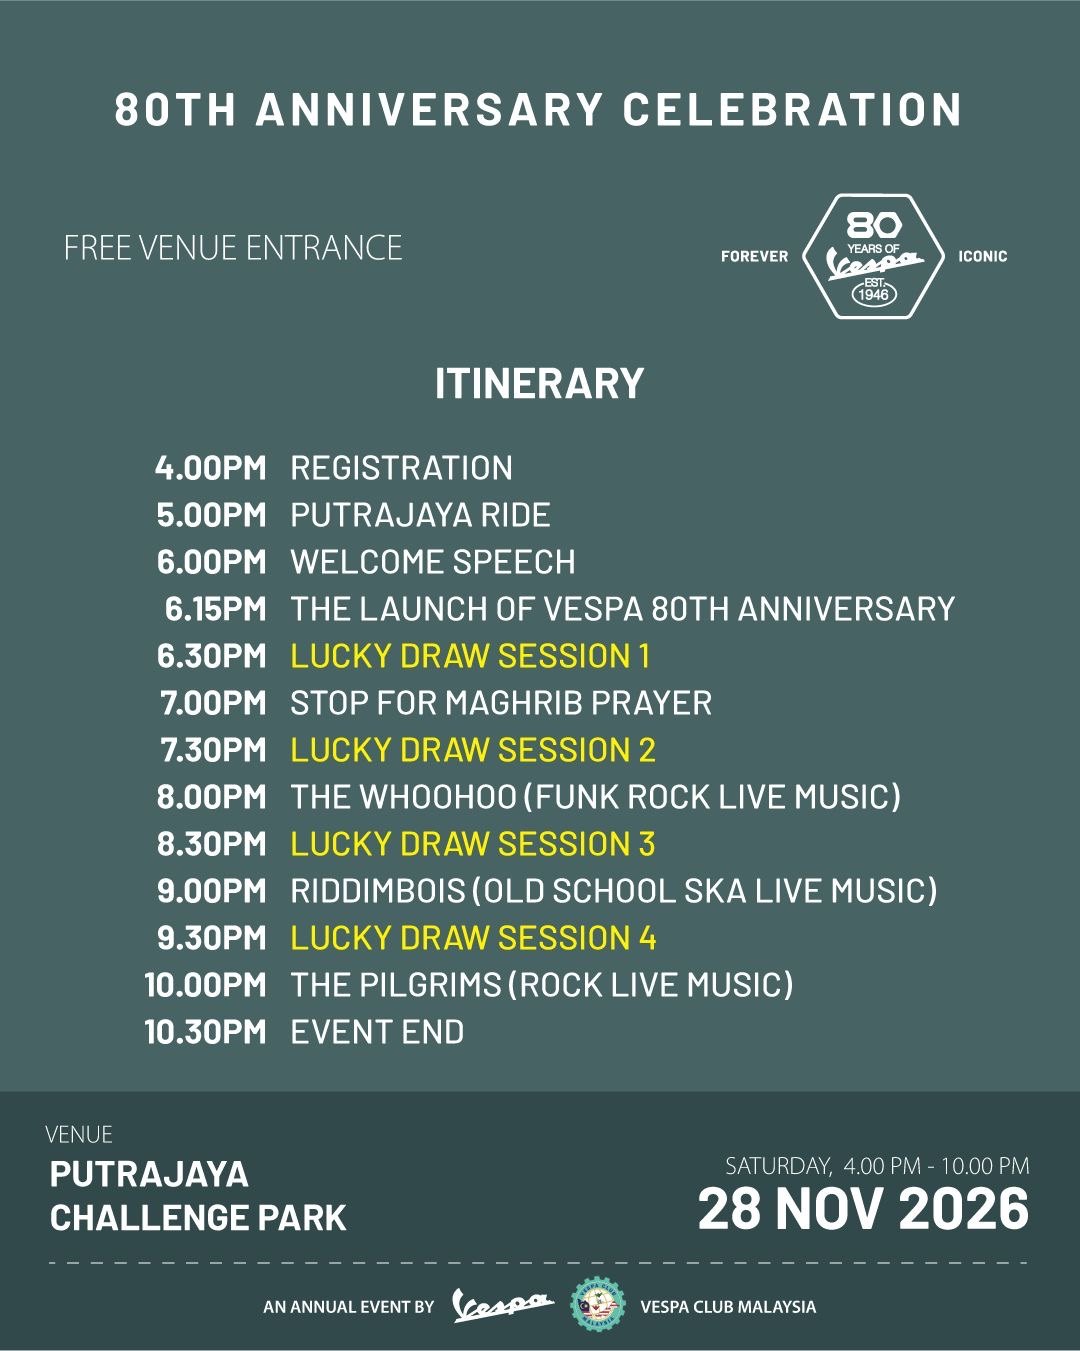 80TH ANNIVERSARY CELEBRATION
FREE VENUE ENTRANCE
FOREVER
80
YEARS OF
Vespa
EST.
1946
ICONIC
ITINERARY
4.00PM REGISTRATION
5.00PM PUTRAJAYA RIDE
6.00PM WELCOME SPEECH
6.15PM THE LAUNCH OF VESPA 80TH ANNIVERSARY
6.30PM LUCKY DRAW SESSION 1
7.00PM STOP FOR MAGHRIB PRAYER
7.30PM LUCKY DRAW SESSION 2
8.00PM THE WHOOHOO (FUNK ROCK LIVE MUSIC)
8.30PM LUCKY DRAW SESSION 3
9.00PM RIDDIMBOIS (OLD SCHOOL SKA LIVE MUSIC)
9.30PM LUCKY DRAW SESSION 4
10.00PM THE PILGRIMS (ROCK LIVE MUSIC)
10.30PM EVENT END
VENUE
PUTRAJAYA
CHALLENGE PARK
SATURDAY, 4.00 PM - 10.00 PM
28 NOV 2026
AN ANNUAL EVENT BY Vespa VESPA CLUB MALAYSIA VESPA CLUB MALAYSIA